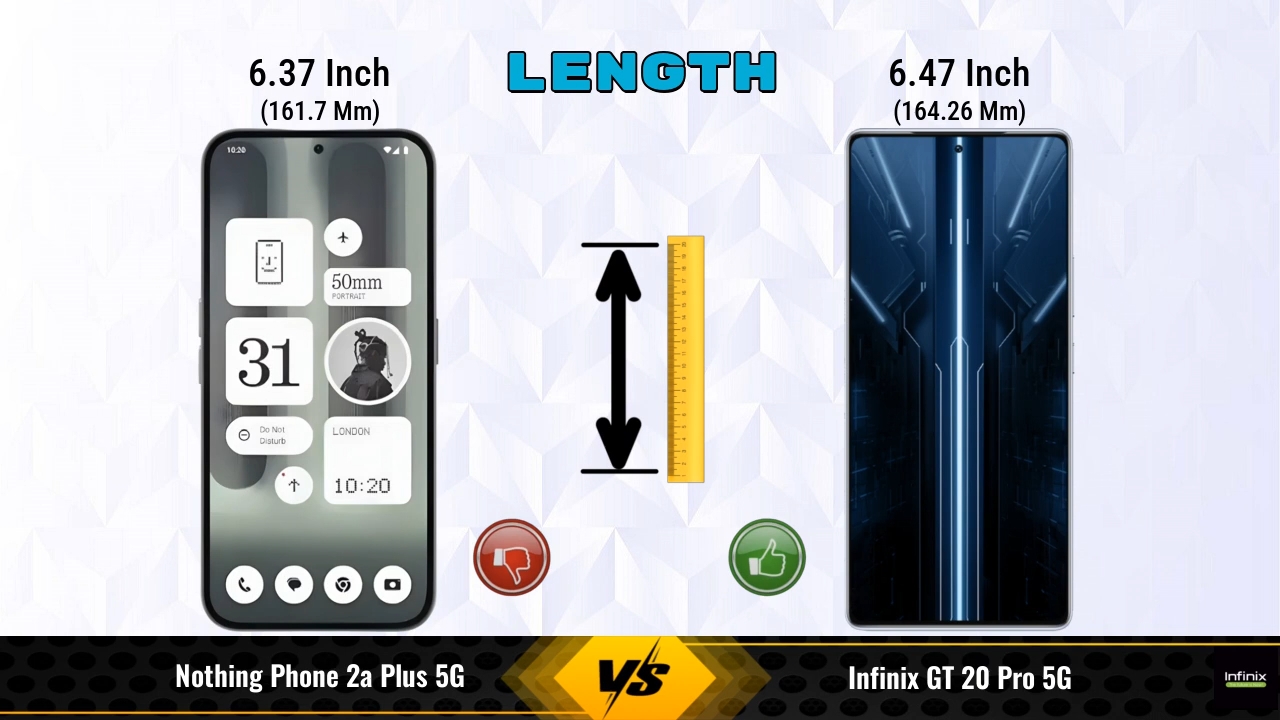 LENGTH
6.37 Inch
(161.7 Mm)
6.47 Inch
(164.26 Mm)
10:20
50mm
PORTRAIT
31
Do Not
Disturb
LONDON
10:20
Nothing Phone 2a Plus 5G
VS
Infinix GT 20 Pro 5G
Infinix